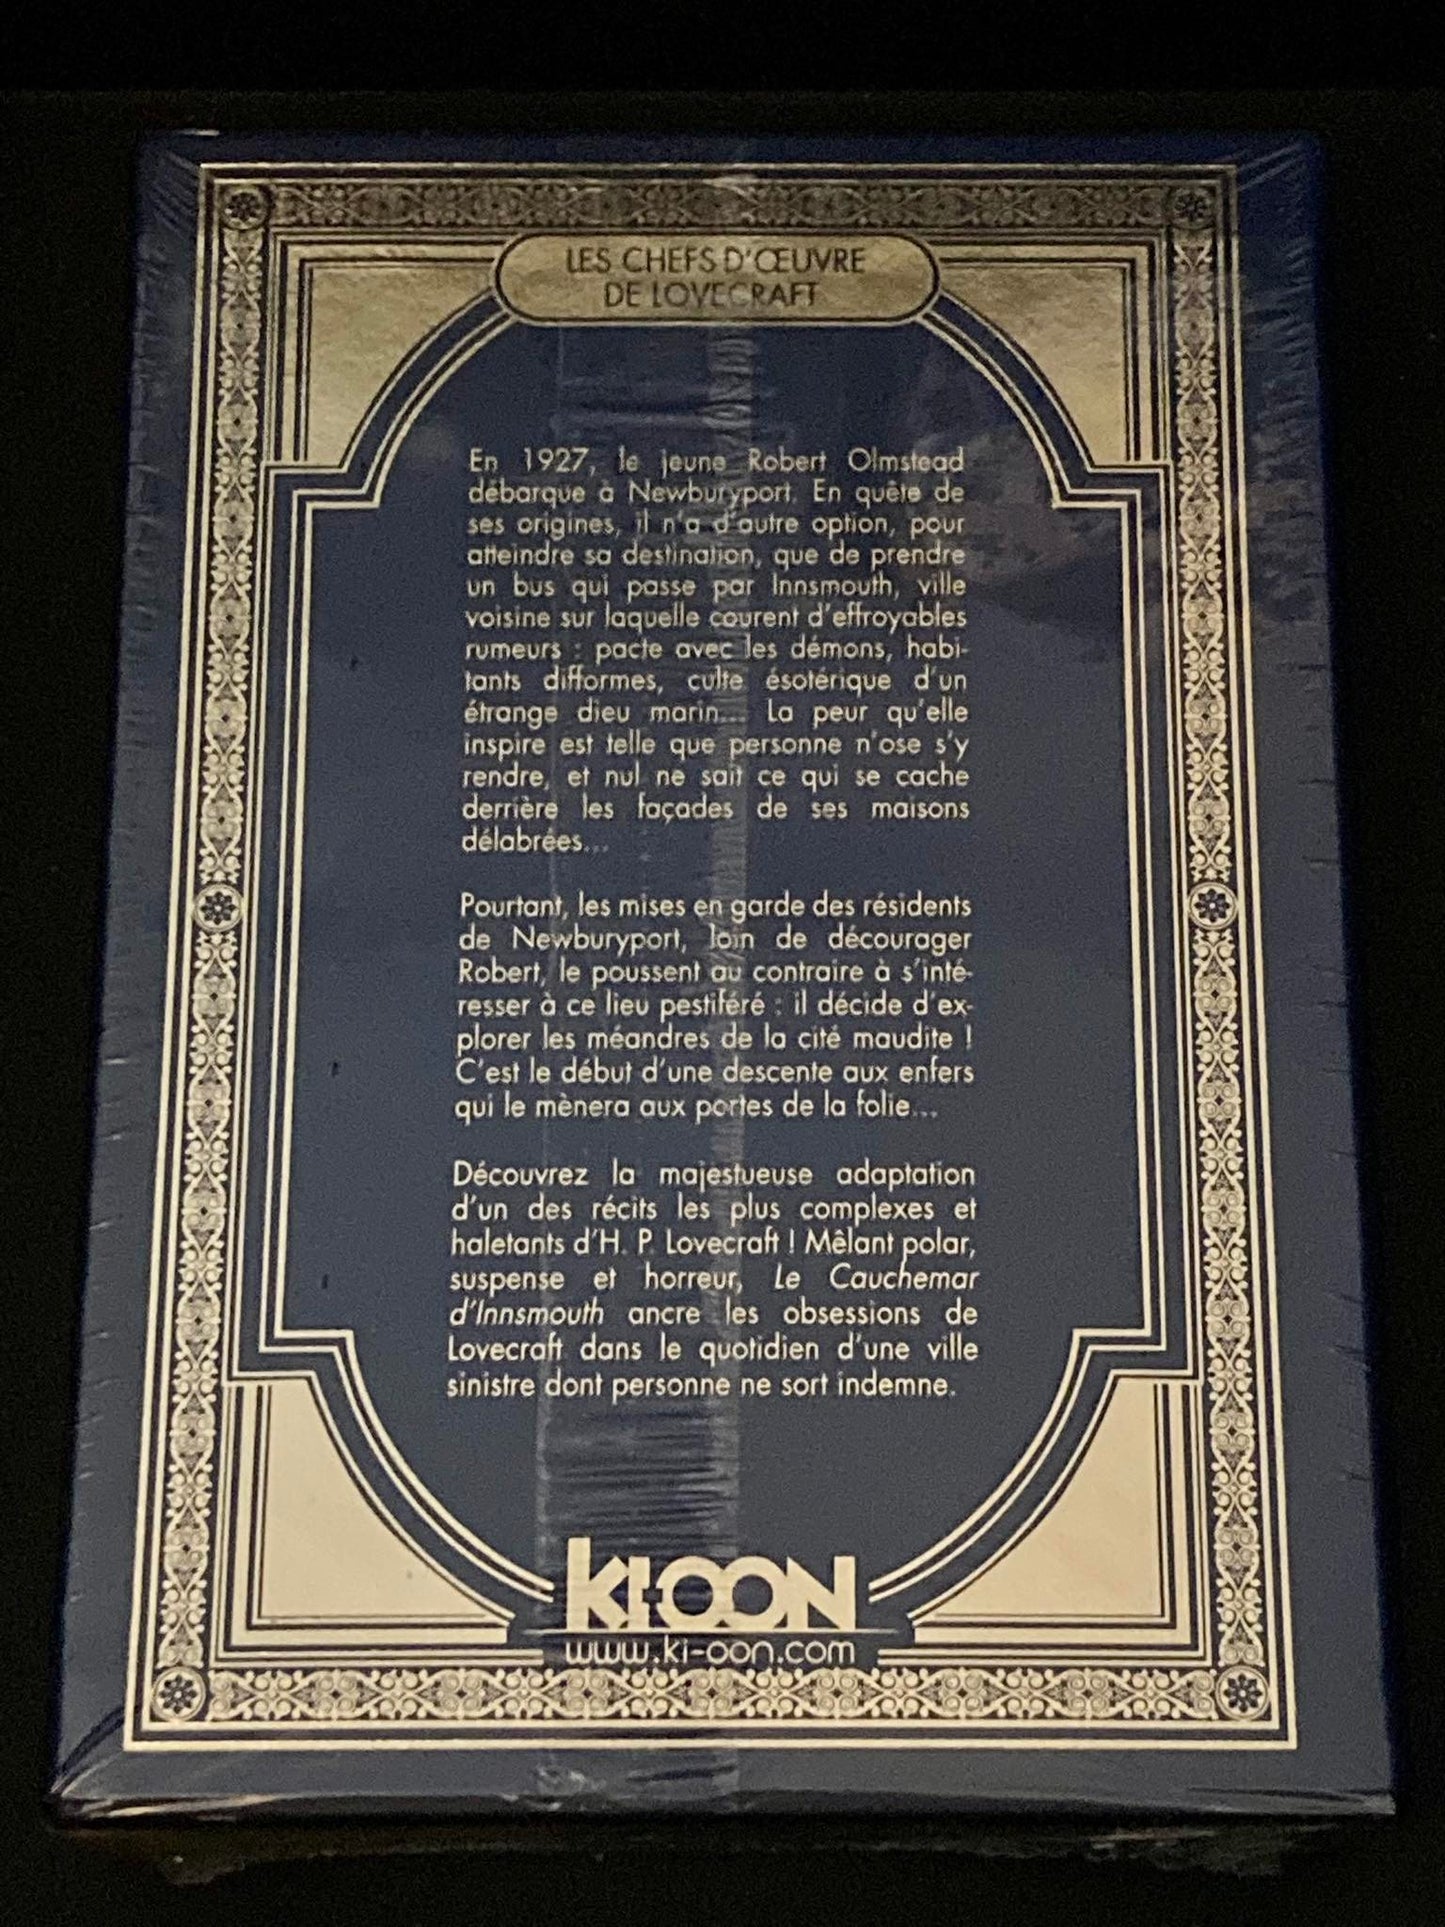 LES CHEFS D'ŒUVRE
DE LOVECRAFT
En 1927, le jeune Robert Olmstead
débarque à Newburyport. En quête de
ses origines, il n'a d'autre option, pour
atteindre sa destination, que de prendre
un bus qui passe par Innsmouth, ville
voisine sur laquelle courent d'effroyables
rumeurs : pacte avec les démons, habi-
tants difformes, culte ésotérique d'un
étrange dieu marin... La peur qu'elle
inspire est telle que personne n'ose s'y
rendre, et nul ne sait ce qui se cache
derrière les façades de ses maisons
délabrées...
Pourtant, les mises en garde des résidents
de Newburyport, loin de décourager
Robert, le poussent au contraire à s'inté-
resser à ce lieu pestiféré : il décide d'ex-
plorer les méandres de la cité maudite !
C'est le début d'une descente aux enfers
qui le mènera aux portes de la folie...
Découvrez la majestueuse adaptation
d'un des récits les plus complexes et
haletants d'H. P. Lovecraft ! Mêlant polar,
suspense et horreur, Le Cauchemar
d'Innsmouth ancre les obsessions de
Lovecraft dans le quotidien d'une ville
sinistre dont personne ne sort indemne.
KI-OON
www.ki-oon.com